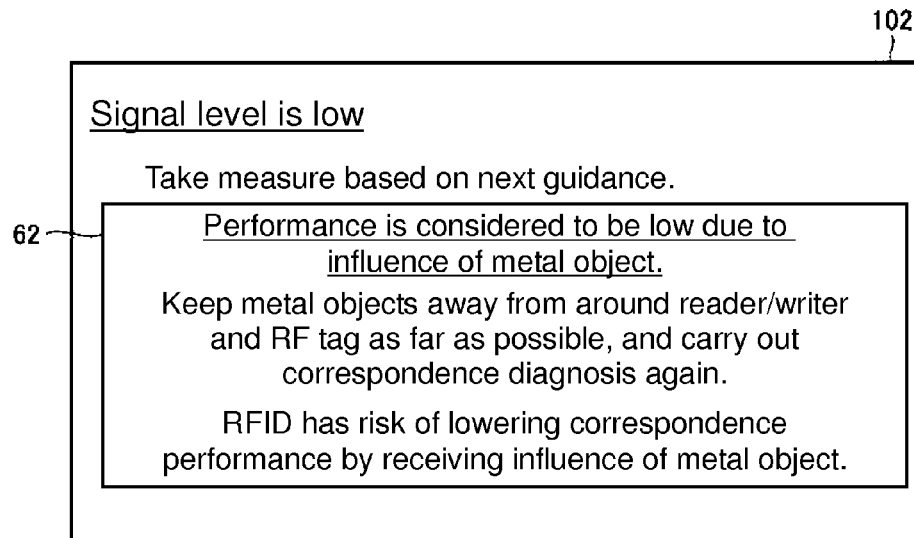 102
Signal level is low
Take measure based on next guidance.
62
Performance is considered to be low due to
influence of metal object.
Keep metal objects away from around reader/writer
and RF tag as far as possible, and carry out
correspondence diagnosis again.
RFID has risk of lowering correspondence
performance by receiving influence of metal object.